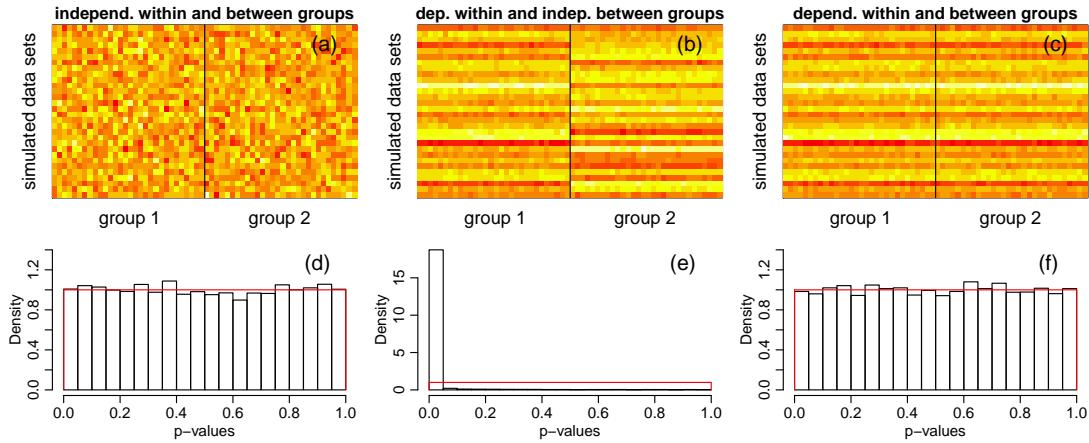 independ. within and between groups
dep. within and indep. between groups
depend. within and between groups
simulated data sets
(a)
simulated data sets
(b)
simulated data sets
(c)
group 1 group 2
group 1 group 2
group 1 group 2
Density
0.0 0.4 0.8 1.2
(d)
0.0 0.2 0.4 0.6 0.8 1.0
p−values
Density
0 5 10 15
(e)
0.0 0.2 0.4 0.6 0.8 1.0
p−values
Density
0.0 0.4 0.8 1.2
(f)
0.0 0.2 0.4 0.6 0.8 1.0
p−values